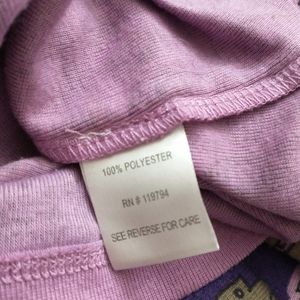 100% POLYESTER
RN # 119794
SEE REVERSE FOR CARE